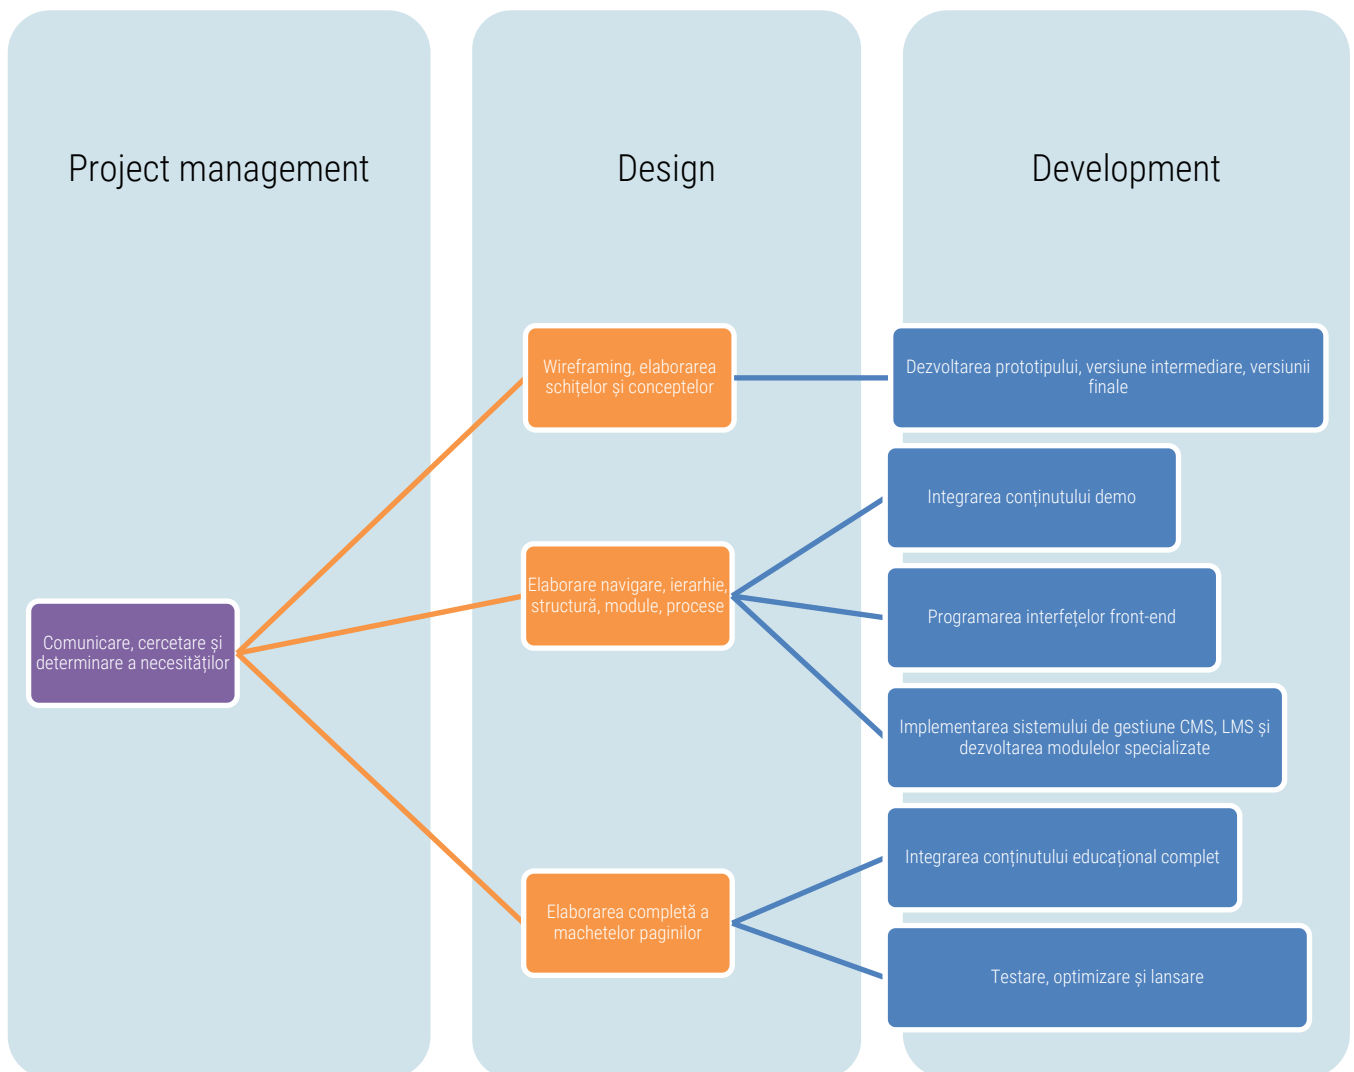 Project management
Design
Development
Comunicare, cercetare și
determinare a necesităților
Wireframing, elaborarea
schițelor și conceptelor
Elaborare navigare, ierarhie,
structură, module, procese
Elaborarea completă a
machetelor paginilor
Dezvoltarea prototipului, versiune intermediare, versiunii
finale
Integrarea conținutului demo
Programarea interfețelor front-end
Implementarea sistemului de gestiune CMS, LMS și
dezvoltarea modulelor specializate
Integrarea conținutului educațional complet
Testare, optimizare și lansare